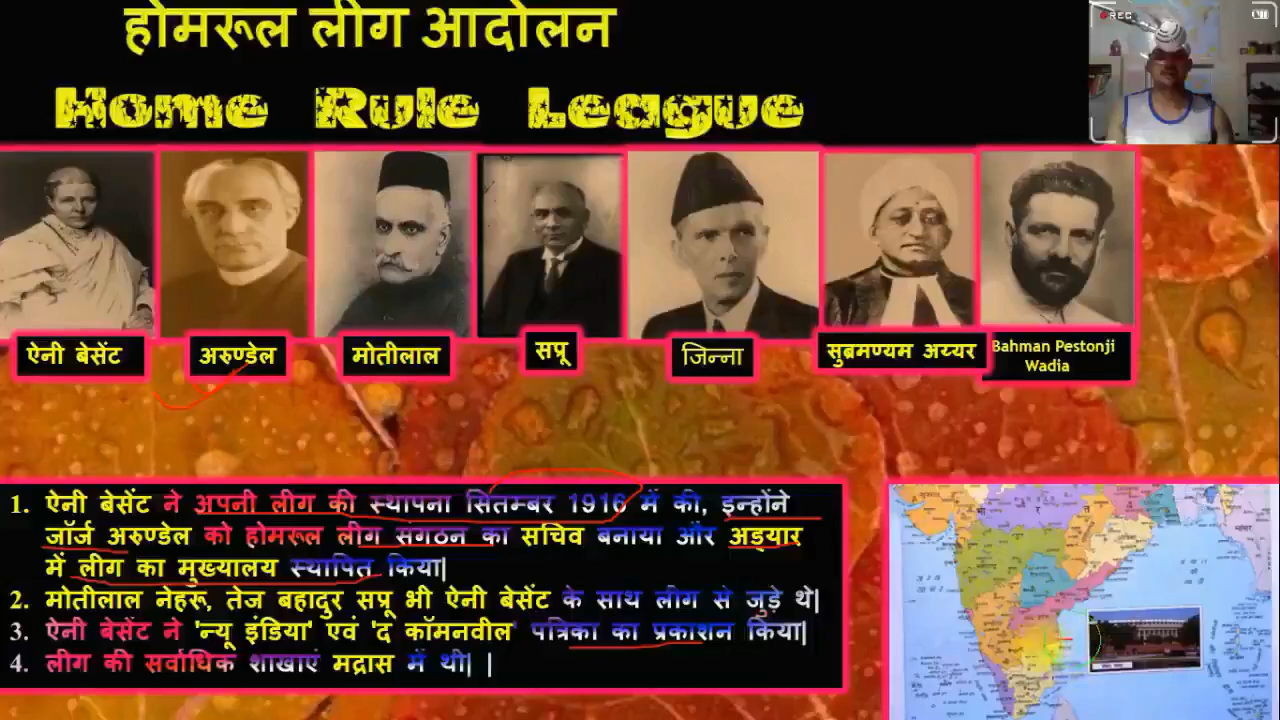 होमरूल लीग आदोलन
REC
Home Rule League
ऐनी बेसेंट
अरुण्डेल
मोतीलाल
सप्रू
जिन्ना
सुब्रमण्यम अय्यर
Bahman Pestonji
Wadia
1. ऐनी बेसेंट ने अपनी लीग की स्थापना सितम्बर 1916 में की, इन्होंने
जॉर्ज अरुण्डेल को होमरूल लीग संगठन का सचिव बनाया और अड्यार
में लीग का मुख्यालय स्थापित किया|
2. मोतीलाल नेहरू, तेज बहादुर सप्रू भी ऐनी बेसेंट के साथ लीग से जुड़े थे|
3. ऐनी बेसेंट ने 'न्यू इंडिया' एवं 'द कॉमनवील' पत्रिका का प्रकाशन किया|
4. लीग की सर्वाधिक शाखाएं मद्रास में थी| |